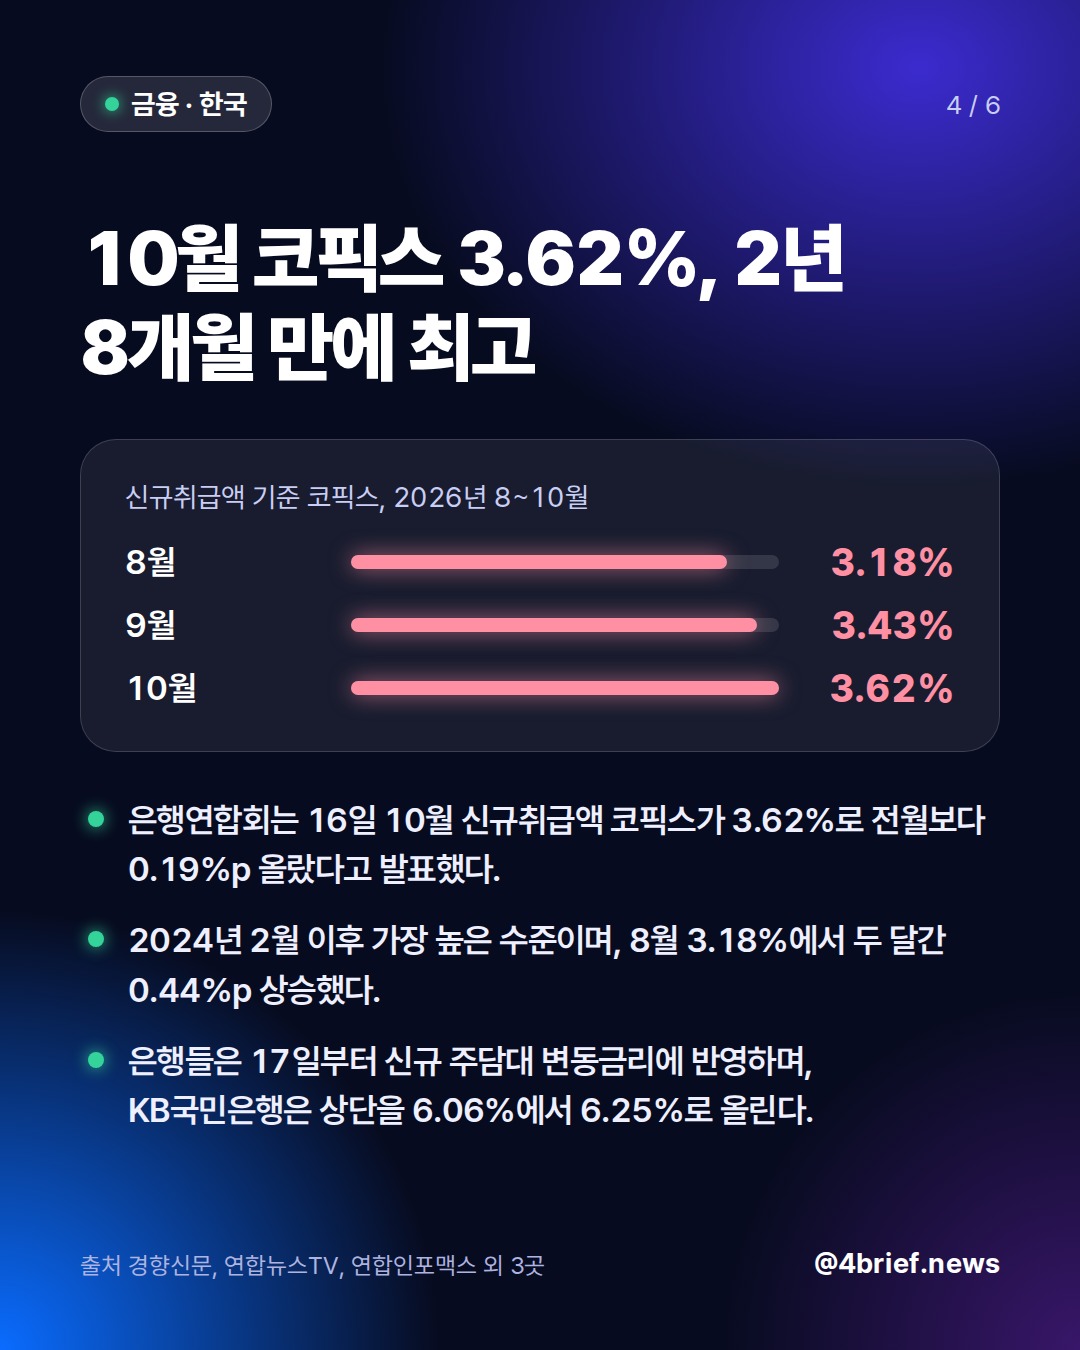 금융 · 한국
4 / 6
10월 코픽스 3.62%, 2년
8개월 만에 최고
신규취급액 기준 코픽스, 2026년 8~10월
8월 3.18%
9월 3.43%
10월 3.62%
은행연합회는 16일 10월 신규취급액 코픽스가 3.62%로 전월보다
0.19%p 올랐다고 발표했다.
2024년 2월 이후 가장 높은 수준이며, 8월 3.18%에서 두 달간
0.44%p 상승했다.
은행들은 17일부터 신규 주담대 변동금리에 반영하며,
KB국민은행은 상단을 6.06%에서 6.25%로 올린다.
출처 경향신문, 연합뉴스TV, 연합인포맥스 외 3곳
@4brief.news